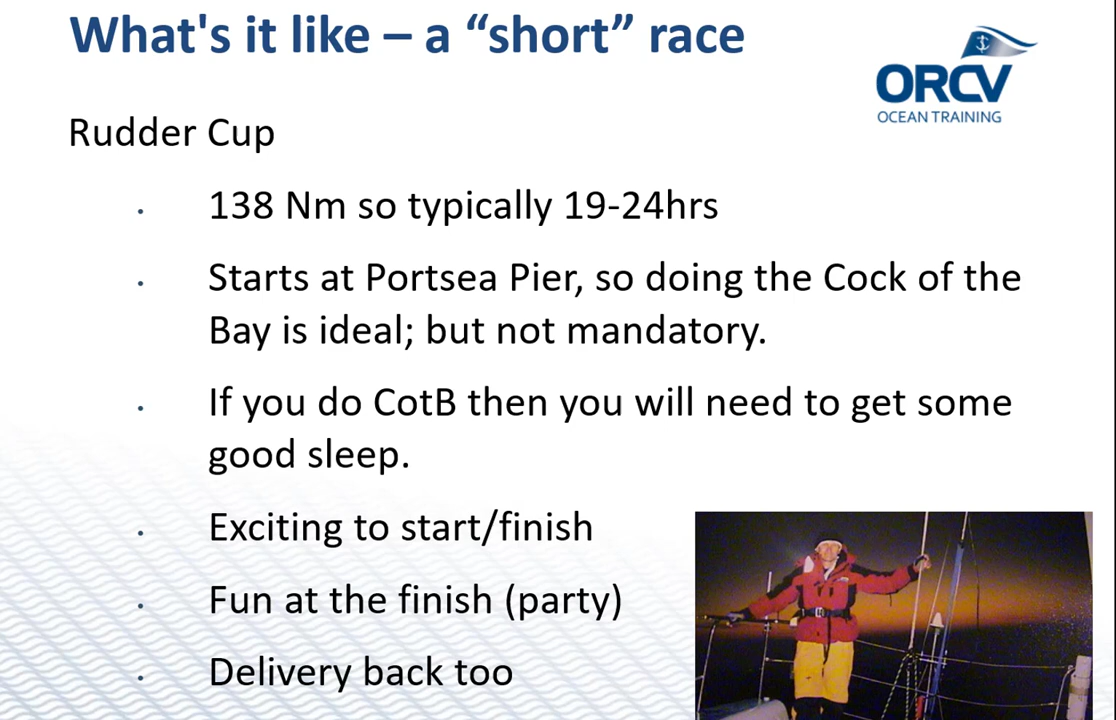 What's it like – a “short” race
ORCV
OCEAN TRAINING
Rudder Cup
· 138 Nm so typically 19-24hrs
· Starts at Portsea Pier, so doing the Cock of the
Bay is ideal; but not mandatory.
· If you do CotB then you will need to get some
good sleep.
· Exciting to start/finish
· Fun at the finish (party)
· Delivery back too